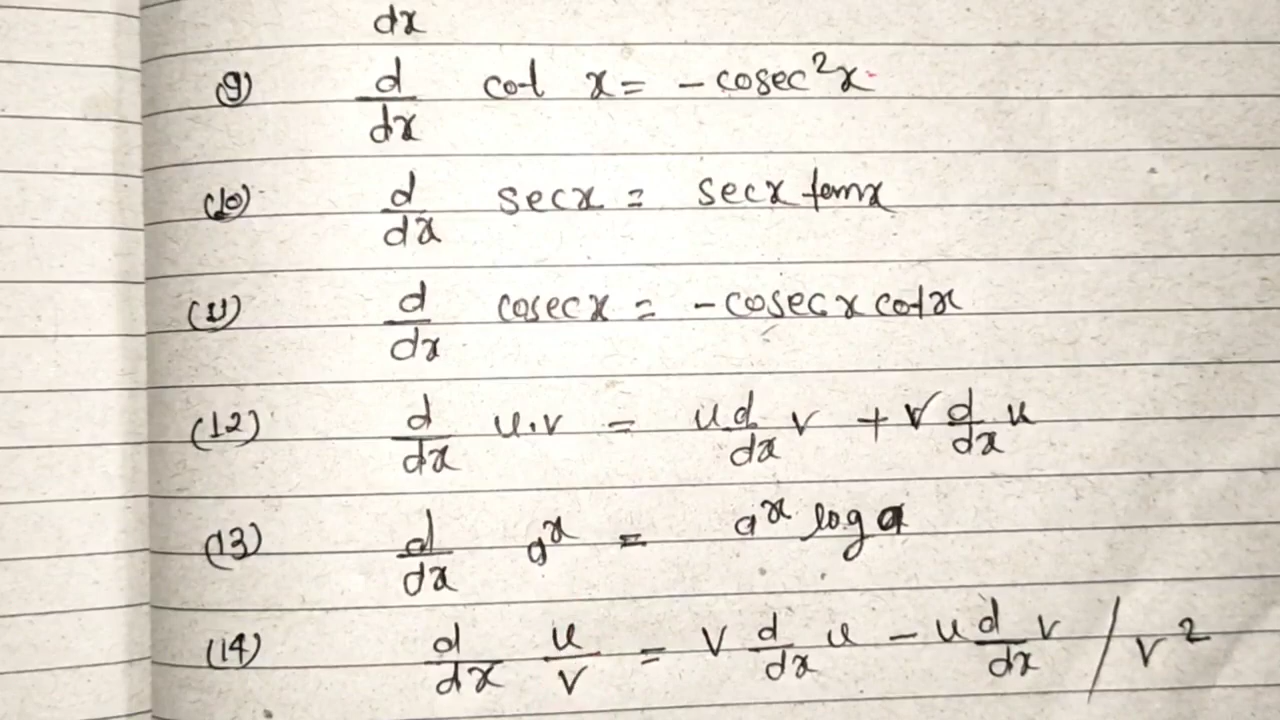 dx
(9) d/dx cot x = -cosec²x
(10) d/dx secx = secx tanx
(11) d/dx cosecx = -cosecx cotx
(12) d/dx u.v = u d/dx v + v d/dx u
(13) d/dx a^x = a^x log a
(14) d/dx u/v = v d/dx u - u d/dx v / v²